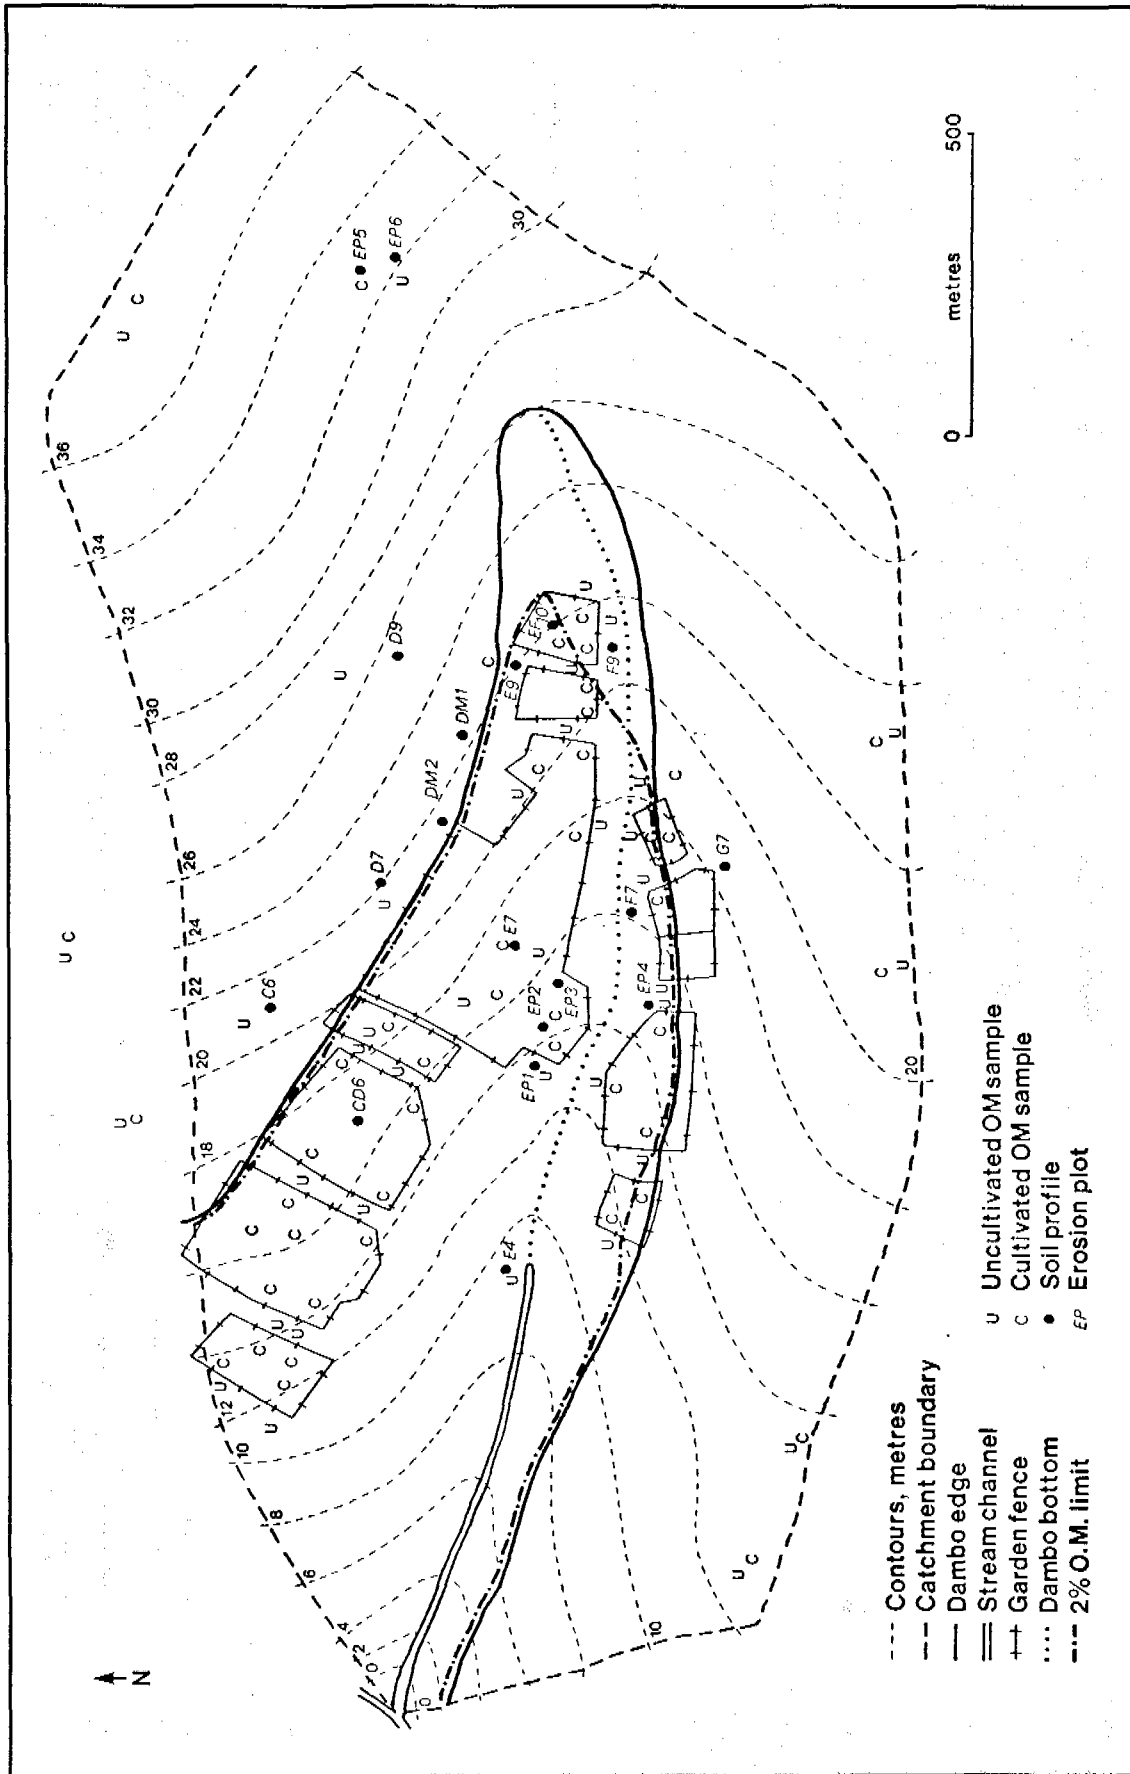 36
34
32
30
28
26
24
22
20
18
12
10
8
6
4
2
0
0
10
20
30
U
C
C
EP5
U
EP6
U
D9
U
C
C6
U
D7
U
DM2
DM1
C
E9
EF10
F9
U
C
E7
EP2
EP3
EP1
U
CD6
F7
EP4
G7
E4
U
U
C
U
C
U
C
U
C
U
C
N
0 metres 500
Contours, metres
Catchment boundary
Dambo edge
Stream channel
Garden fence
Dambo bottom
2% O.M. limit
U Uncultivated OM sample
C Cultivated OM sample
Soil profile
EP Erosion plot